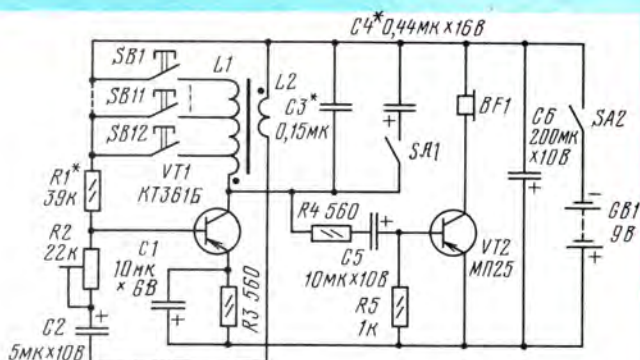 C4* 0,44мк×16В
SB1
SB11
SB12
L1
L2
C3*
0,15мк
SA1
BF1
C6
200мк
×10В
SA2
GB1
9В
VT1
КТ361Б
R1*
39к
R2
22к
C1
10мк
×6В
R3 560
R4 560
C5
10мк×10В
VT2
МП25
R5
1к
C2
5мк×10В